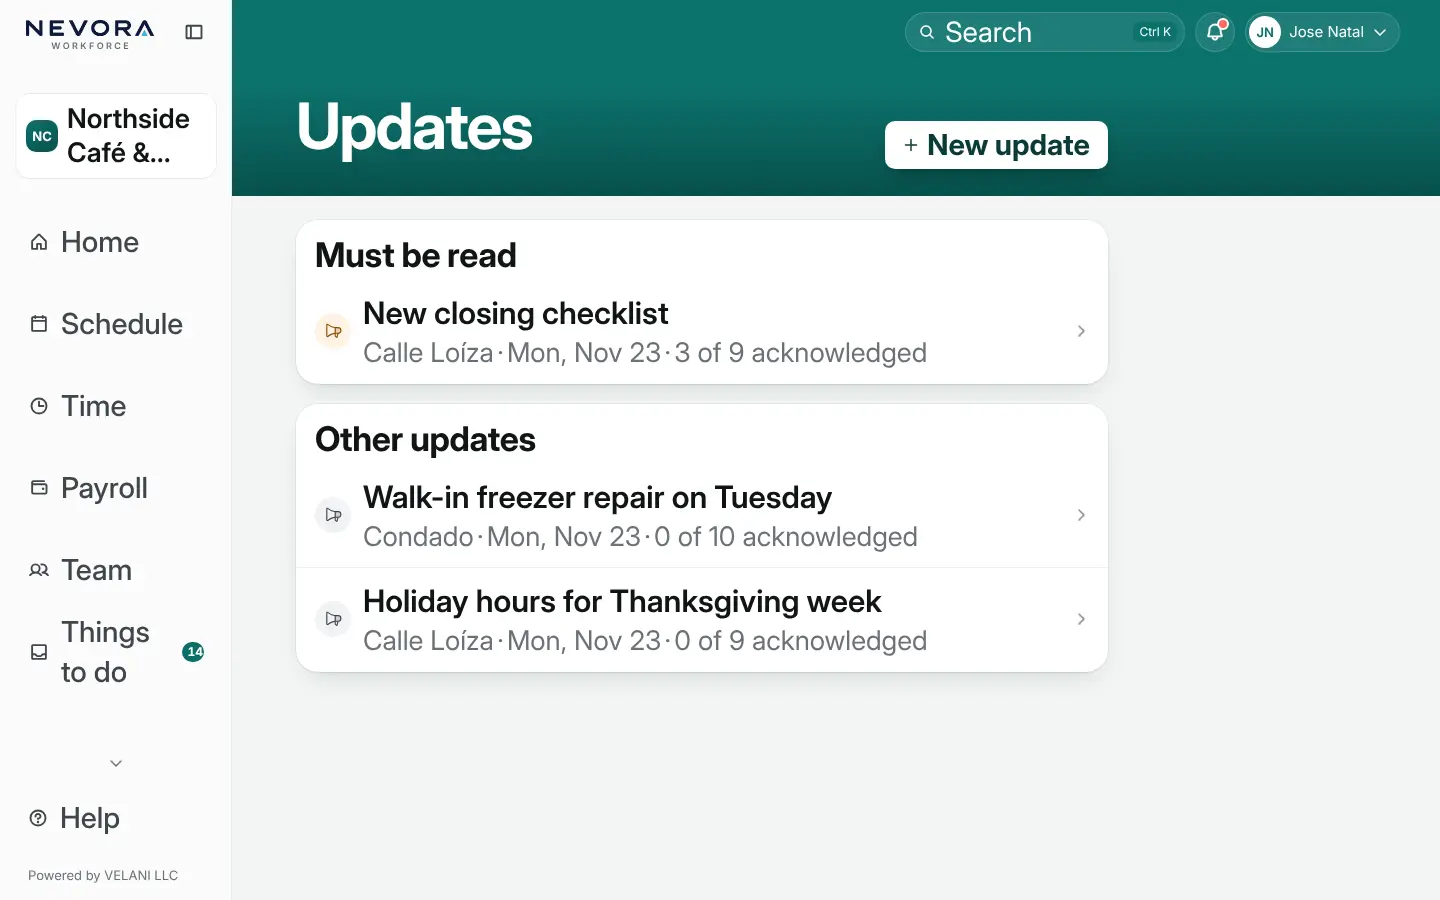 NEVORA
WORKFORCE
Search
Ctrl K
JN
Jose Natal
NC
Northside
Café &...
Updates
+ New update
Home
Schedule
Time
Payroll
Team
Things
to do
14
Help
Powered by VELANI LLC
Must be read
New closing checklist
Calle Loíza · Mon, Nov 23 · 3 of 9 acknowledged
Other updates
Walk-in freezer repair on Tuesday
Condado · Mon, Nov 23 · 0 of 10 acknowledged
Holiday hours for Thanksgiving week
Calle Loíza · Mon, Nov 23 · 0 of 9 acknowledged